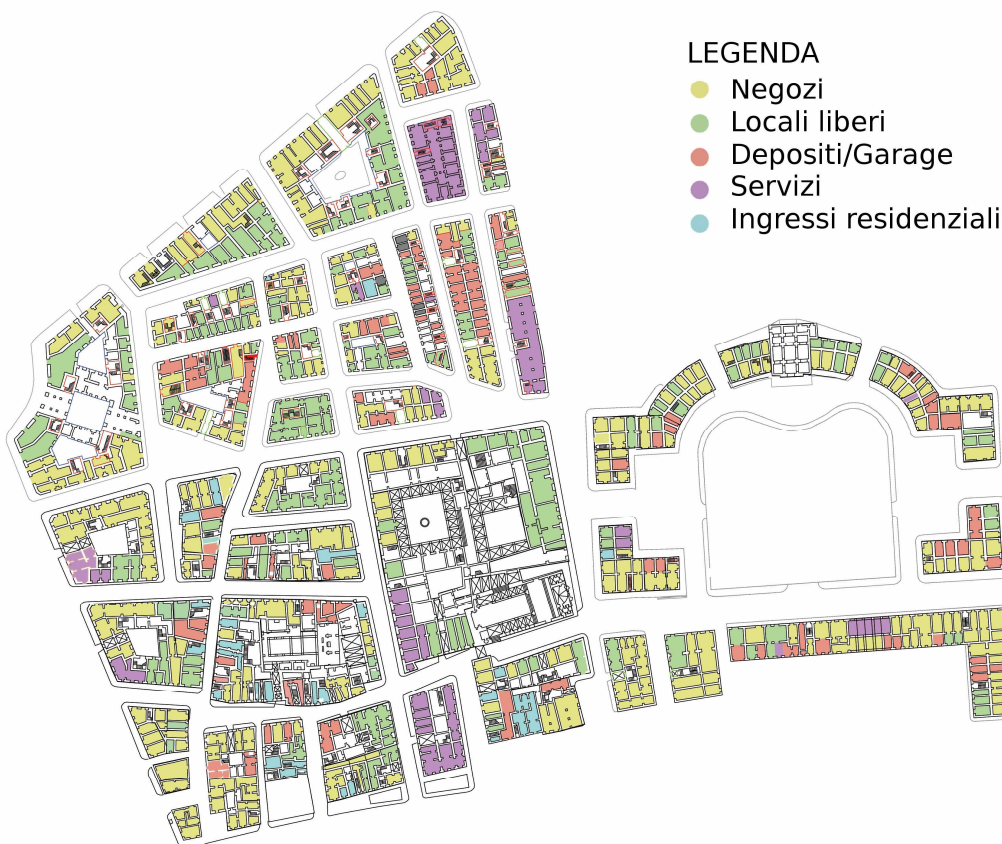 LEGENDA
Negozi
Locali liberi
Depositi/Garage
Servizi
Ingressi residenziali